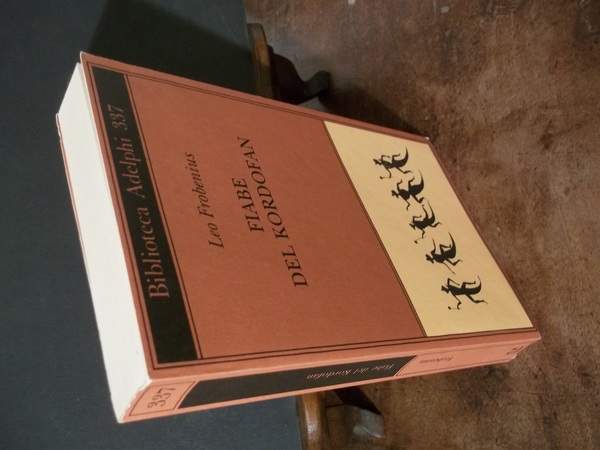 Biblioteca Adelphi 337
Leo Frobenius
FIABE
DEL KORDOFAN
337
Fiabe del Kordofan
Frobenius